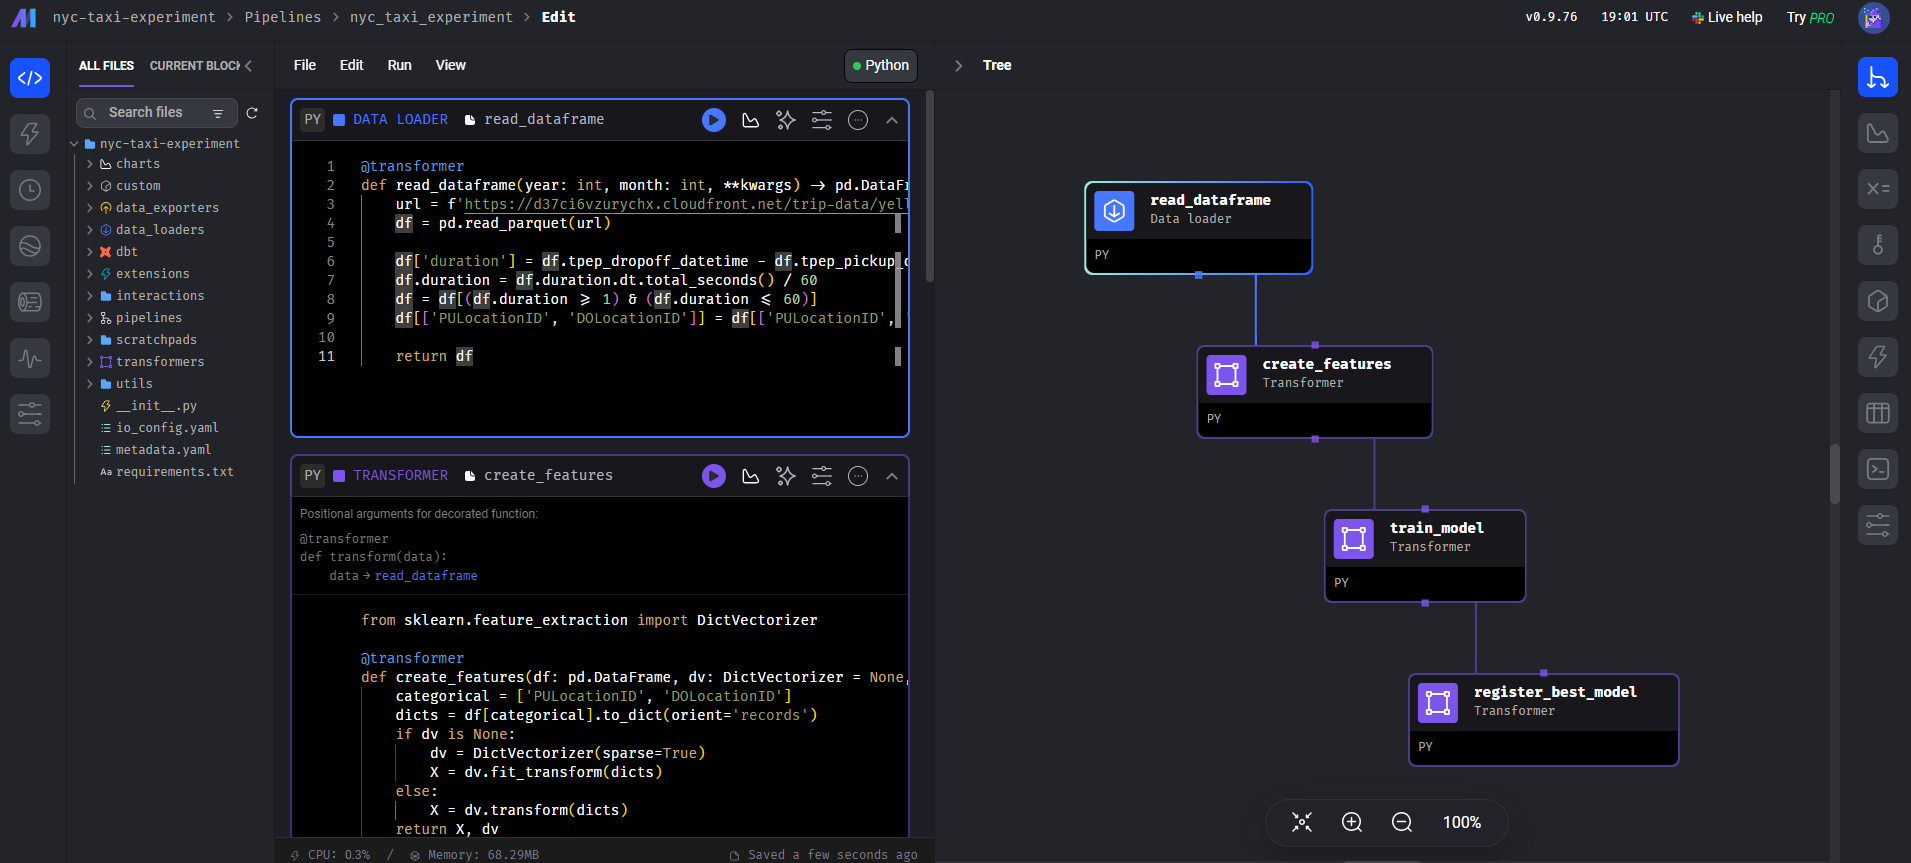 nyc-taxi-experiment > Pipelines > nyc_taxi_experiment > Edit
v0.9.76 19:01 UTC Live help Try PRO
ALL FILES CURRENT BLOCK
Search files
nyc-taxi-experiment
charts
custom
data_exporters
data_loaders
dbt
extensions
interactions
pipelines
scratchpads
transformers
utils
__init__.py
io_config.yaml
metadata.yaml
Aa requirements.txt
File Edit Run View Python
PY DATA LOADER read_dataframe
1 @transformer
2 def read_dataframe(year: int, month: int, **kwargs) -> pd.DataFr
3 url = f'https://d37ci6vzurychx.cloudfront.net/trip-data/yell
4 df = pd.read_parquet(url)
5
6 df['duration'] = df.tpep_dropoff_datetime - df.tpep_pickup_d
7 df.duration = df.duration.dt.total_seconds() / 60
8 df = df[(df.duration >= 1) & (df.duration <= 60)]
9 df[['PULocationID', 'DOLocationID']] = df[['PULocationID', '
10
11 return df
PY TRANSFORMER create_features
Positional arguments for decorated function:
@transformer
def transform(data):
data → read_dataframe
from sklearn.feature_extraction import DictVectorizer
@transformer
def create_features(df: pd.DataFrame, dv: DictVectorizer = None,
categorical = ['PULocationID', 'DOLocationID']
dicts = df[categorical].to_dict(orient='records')
if dv is None:
dv = DictVectorizer(sparse=True)
X = dv.fit_transform(dicts)
else:
X = dv.transform(dicts)
return X, dv
CPU: 0.3% / Memory: 68.29MB Saved a few seconds ago
Tree
read_dataframe
Data loader
PY
create_features
Transformer
PY
train_model
Transformer
PY
register_best_model
Transformer
PY
100%